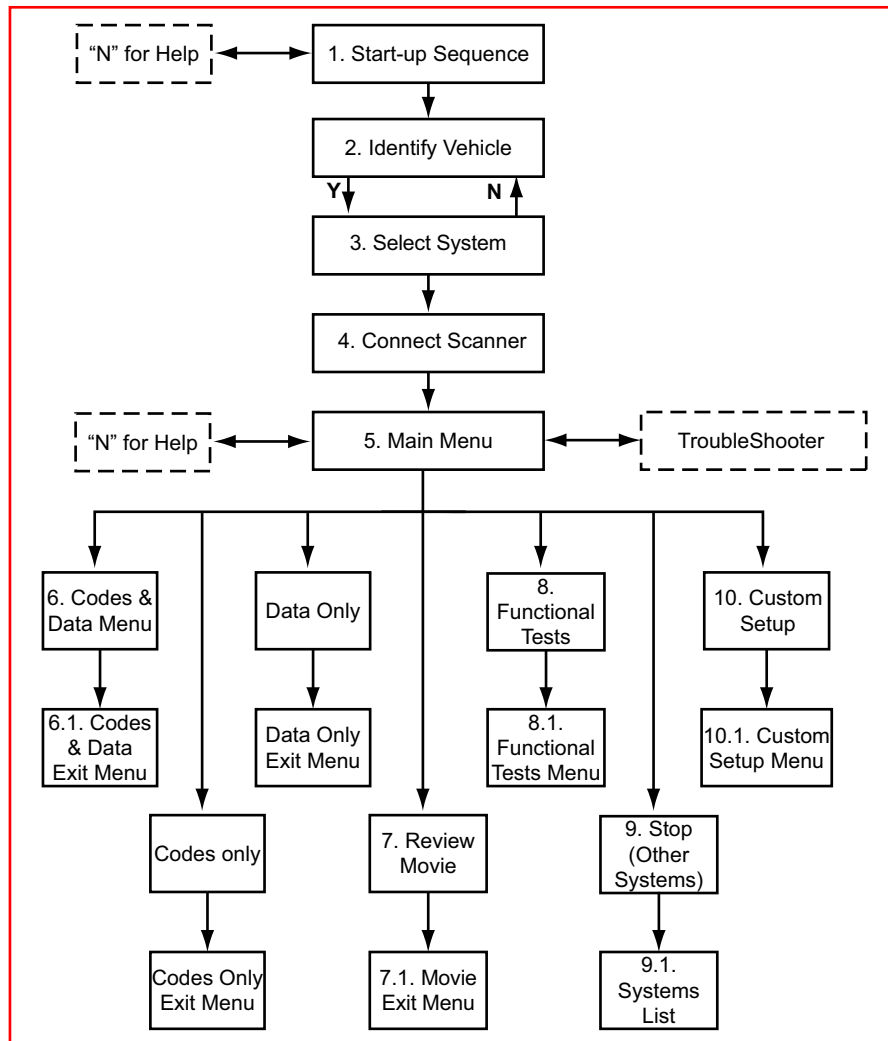 “N” for Help
1. Start-up Sequence
2. Identify Vehicle
Y
N
3. Select System
4. Connect Scanner
“N” for Help
5. Main Menu
TroubleShooter
6. Codes &
Data Menu
Data Only
8.
Functional
Tests
10. Custom
Setup
6.1. Codes
& Data
Exit Menu
Data Only
Exit Menu
8.1.
Functional
Tests Menu
10.1. Custom
Setup Menu
Codes only
7. Review
Movie
9. Stop
(Other
Systems)
Codes Only
Exit Menu
7.1. Movie
Exit Menu
9.1.
Systems
List